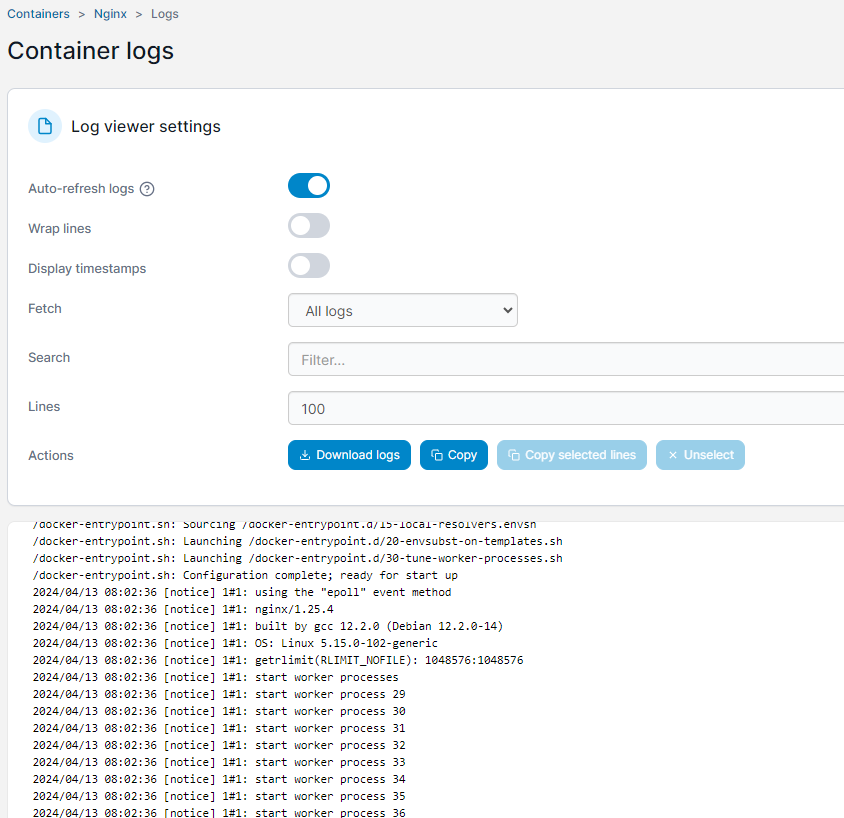 Containers > Nginx > Logs
Container logs
Log viewer settings
Auto-refresh logs
Wrap lines
Display timestamps
Fetch All logs
Search Filter...
Lines 100
Actions Download logs Copy Copy selected lines Unselect
/docker-entrypoint.sh: Sourcing /docker-entrypoint.d/15-local-resolvers.envsh
/docker-entrypoint.sh: Launching /docker-entrypoint.d/20-envsubst-on-templates.sh
/docker-entrypoint.sh: Launching /docker-entrypoint.d/30-tune-worker-processes.sh
/docker-entrypoint.sh: Configuration complete; ready for start up
2024/04/13 08:02:36 [notice] 1#1: using the "epoll" event method
2024/04/13 08:02:36 [notice] 1#1: nginx/1.25.4
2024/04/13 08:02:36 [notice] 1#1: built by gcc 12.2.0 (Debian 12.2.0-14)
2024/04/13 08:02:36 [notice] 1#1: OS: Linux 5.15.0-102-generic
2024/04/13 08:02:36 [notice] 1#1: getrlimit(RLIMIT_NOFILE): 1048576:1048576
2024/04/13 08:02:36 [notice] 1#1: start worker processes
2024/04/13 08:02:36 [notice] 1#1: start worker process 29
2024/04/13 08:02:36 [notice] 1#1: start worker process 30
2024/04/13 08:02:36 [notice] 1#1: start worker process 31
2024/04/13 08:02:36 [notice] 1#1: start worker process 32
2024/04/13 08:02:36 [notice] 1#1: start worker process 33
2024/04/13 08:02:36 [notice] 1#1: start worker process 34
2024/04/13 08:02:36 [notice] 1#1: start worker process 35
2024/04/13 08:02:36 [notice] 1#1: start worker process 36